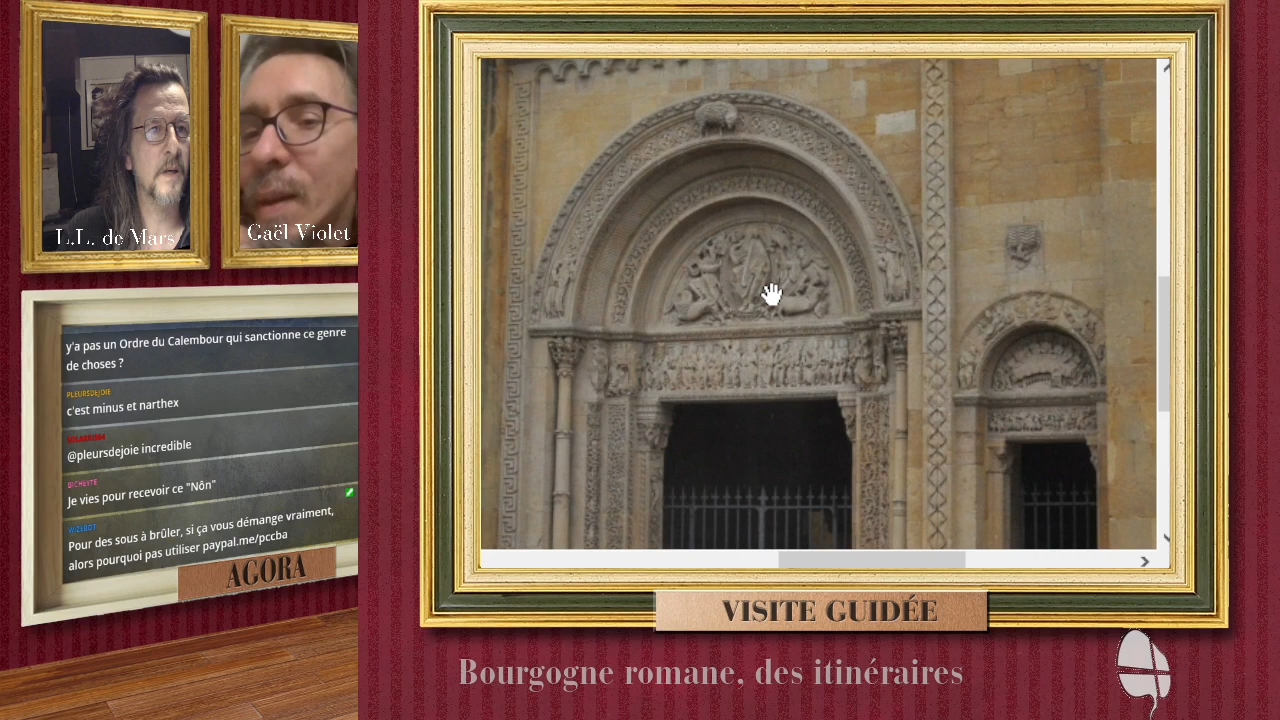 L.L. de Mars
Gaël Violet
y'a pas un Ordre du Calembour qui sanctionne ce genre
de choses ?
PLEURSDEJOIE
c'est minus et narthex
@pleursdejoie incredible
BICHEYTE
Je vies pour recevoir ce "Nôn"
WIZEBOT
Pour des sous à brûler, si ça vous démange vraiment,
alors pourquoi pas utiliser paypal.me/pccba
AGORA
VISITE GUIDÉE
Bourgogne romane, des itinéraires